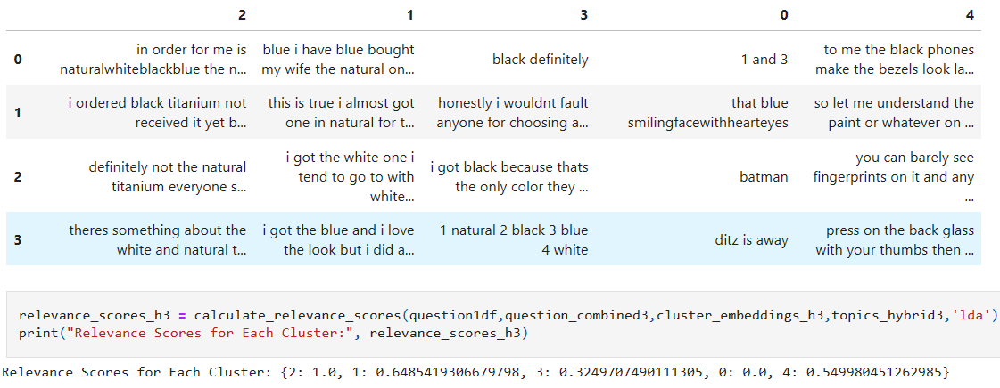 2 1 3 0 4
0 in order for me is naturalwhiteblackblue the n... blue i have blue bought my wife the natural on... black definitely 1 and 3 to me the black phones make the bezels look la...
1 i ordered black titanium not received it yet b... this is true i almost got one in natural for t... honestly i wouldnt fault anyone for choosing a... that blue smilingfacewithhearteyes so let me understand the paint or whatever on ...
2 definitely not the natural titanium everyone s... i got the white one i tend to go to with white... i got black because thats the only color they ... batman you can barely see fingerprints on it and any ...
3 theres something about the white and natural t... i got the blue and i love the look but i did a... 1 natural 2 black 3 blue 4 white ditz is away press on the back glass with your thumbs then ...
relevance_scores_h3 = calculate_relevance_scores(question1df,question_combined3,cluster_embeddings_h3,topics_hybrid3,'lda')
print("Relevance Scores for Each Cluster:", relevance_scores_h3)
Relevance Scores for Each Cluster: {2: 1.0, 1: 0.6485419306679798, 3: 0.3249707490111305, 0: 0.0, 4: 0.549980451262985}